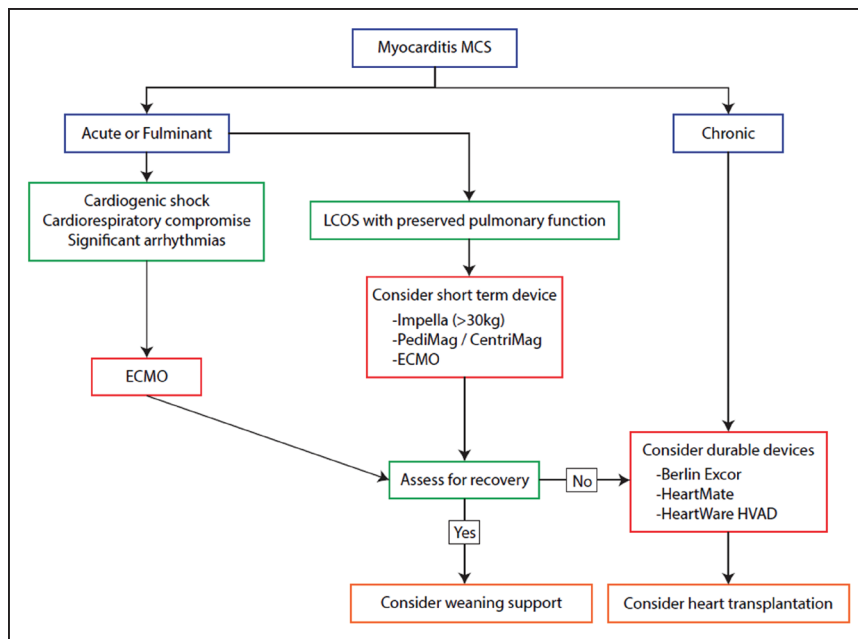 Myocarditis MCS
Acute or Fulminant
Chronic
Cardiogenic shock
Cardiorespiratory compromise
Significant arrhythmias
LCOS with preserved pulmonary function
Consider short term device
-Impella (>30kg)
-PediMag / CentriMag
-ECMO
ECMO
Assess for recovery
No
Consider durable devices
-Berlin Excor
-HeartMate
-HeartWare HVAD
Yes
Consider weaning support
Consider heart transplantation